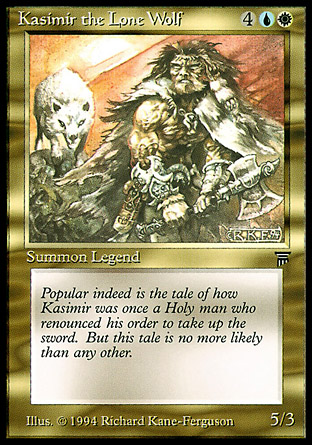 Kasimir the Lone Wolf 4
RKF
Summon Legend
Popular indeed is the tale of how
Kasimir was once a Holy man who
renounced his order to take up the
sword. But this tale is no more likely
than any other.
Illus. © 1994 Richard Kane-Ferguson 5/3